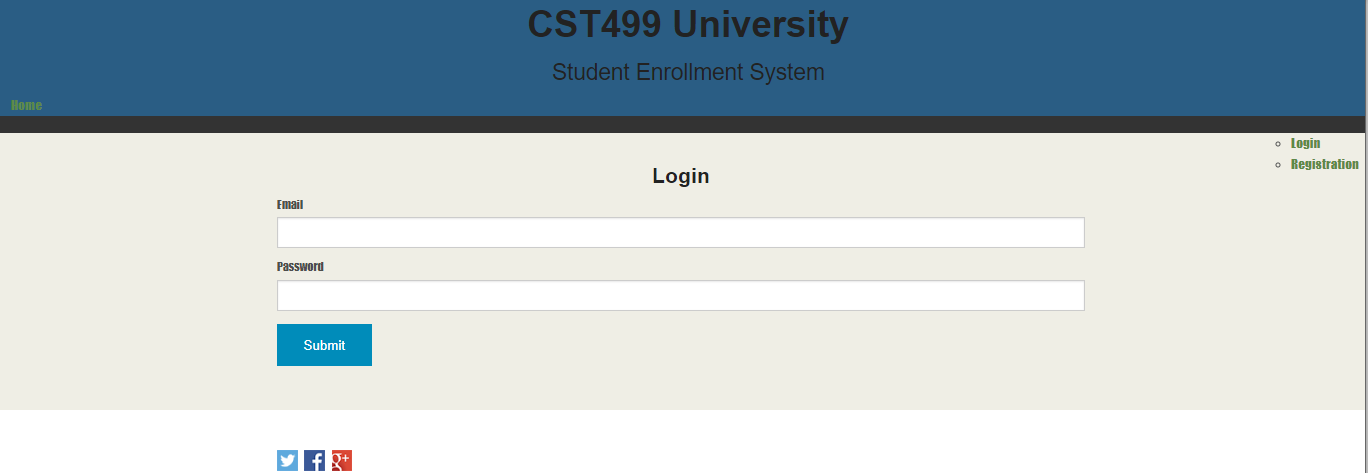 CST499 University
Student Enrollment System
Home
Login
Registration
Login
Email
Password
Submit
g+